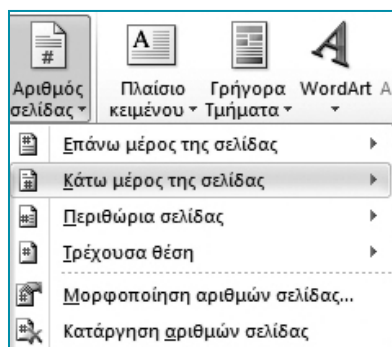 Αριθμός Πλαίσιο Γρήγορα WordArt Α
σελίδας κειμένου Τμήματα
Επάνω μέρος της σελίδας
Κάτω μέρος της σελίδας
Περιθώρια σελίδας
Τρέχουσα θέση
Μορφοποίηση αριθμών σελίδας...
Κατάργηση αριθμών σελίδας